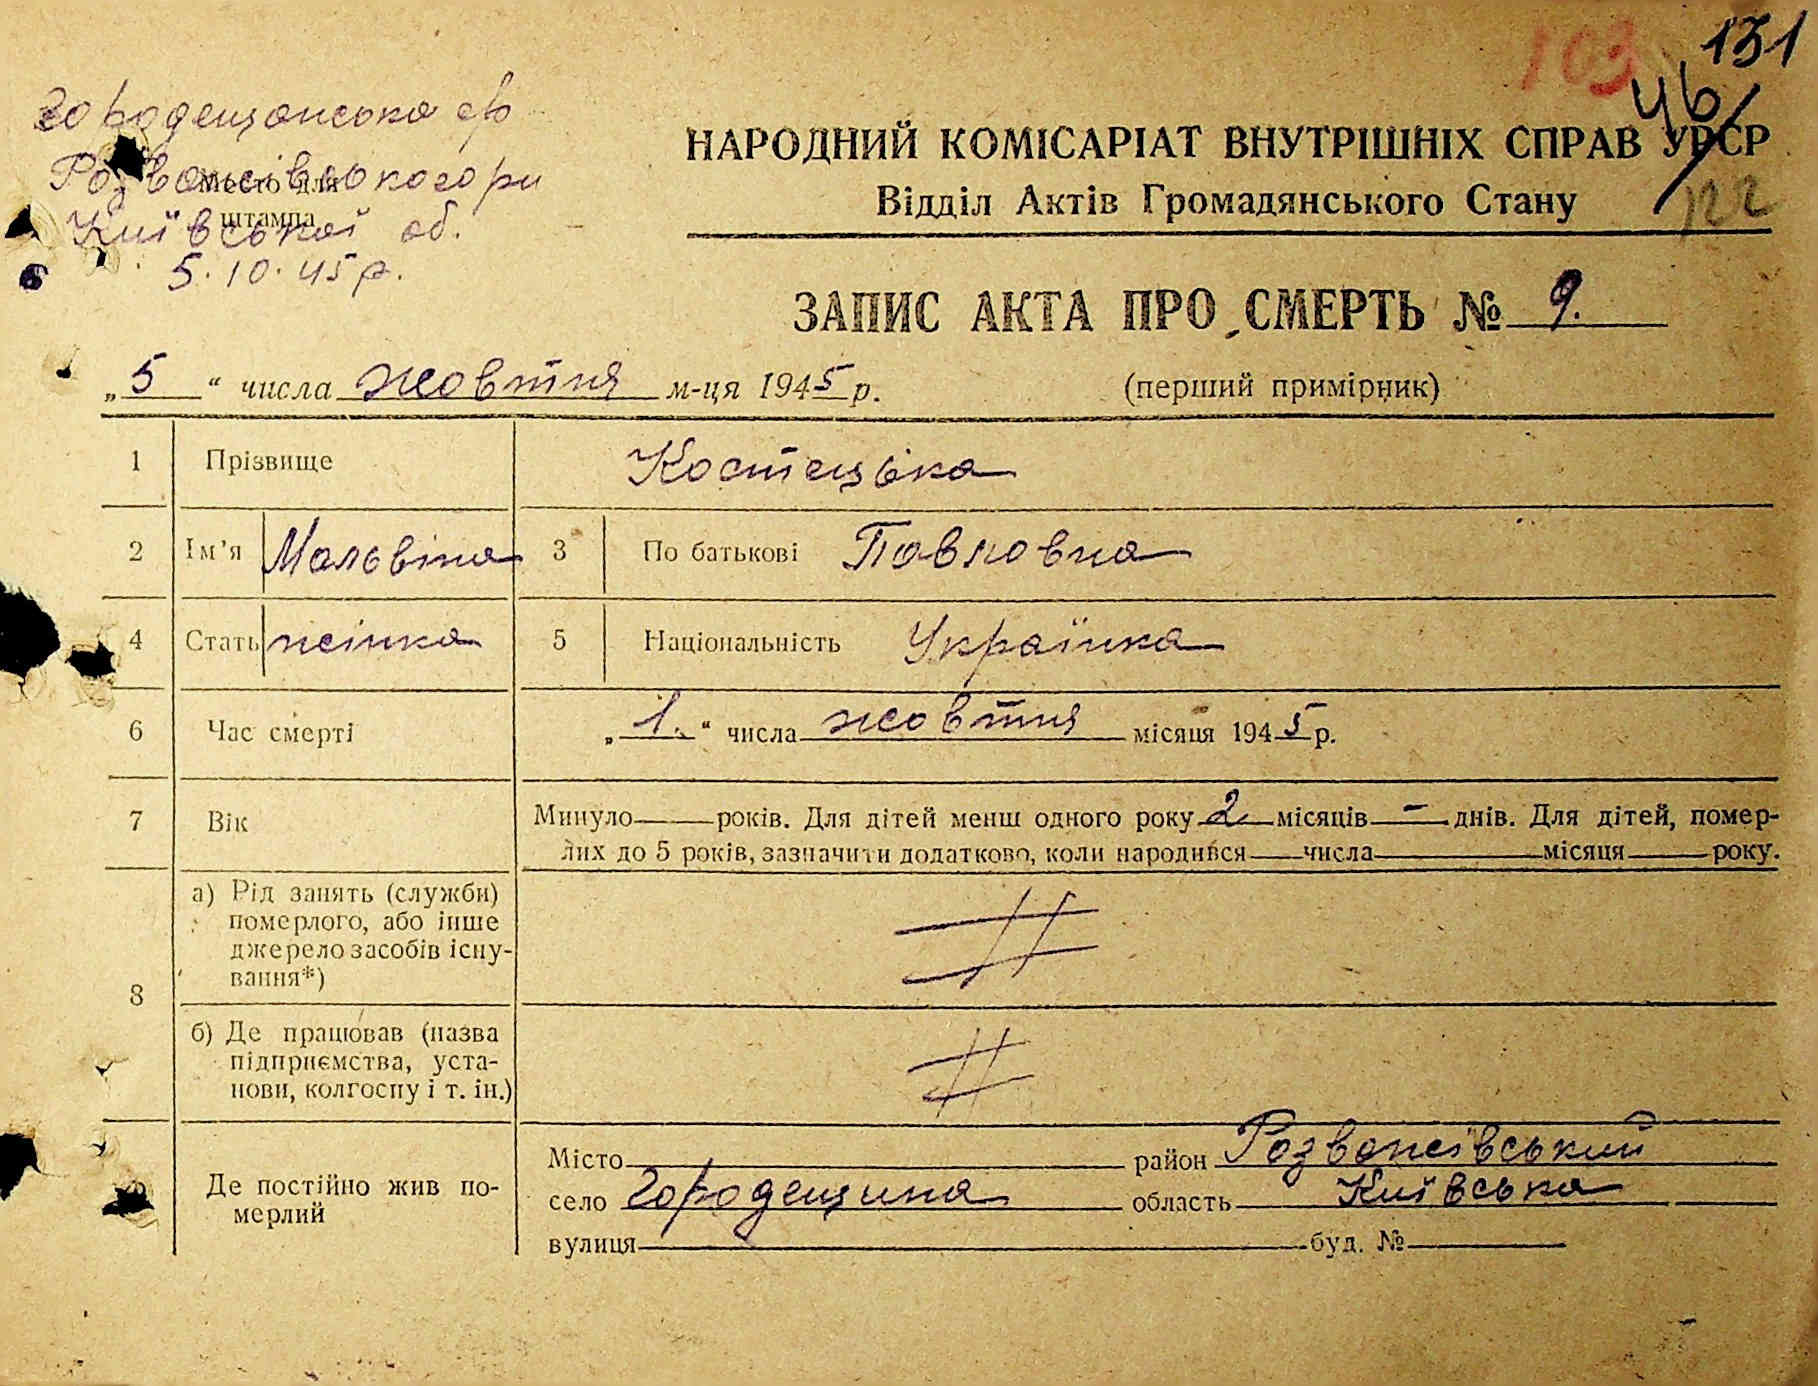 103 131
46
122
Городещанська с/р
Розважівського р-ну
Київської об.
5.10.45 р.
Место для
штампа
НАРОДНИЙ КОМІСАРІАТ ВНУТРІШНІХ СПРАВ УРСР
Відділ Актів Громадянського Стану
ЗАПИС АКТА ПРО СМЕРТЬ № 9.
„5“ числа жовтня м-ця 1945 р. (перший примірник)
1 Прізвище Костецька
2 Ім’я Мальвіна 3 По батькові Павловна
4 Стать жінка 5 Національність Українка
6 Час смерті „1.“ числа жовтня місяця 1945 р.
7 Вік Минуло — років. Для дітей менш одного року 2 місяців — днів. Для дітей, помер-
лих до 5 років, зазначити додатково, коли народився — числа — місяця — року.
8 а) Рід занять (служби)
померлого, або інше
джерело засобів існу-
вання*)
б) Де працював (назва
підприємства, уста-
нови, колгоспу і т. ін.)
Де постійно жив по-
мерлий
Місто район Розважівський
село Городещина область Київська
вулиця буд. №